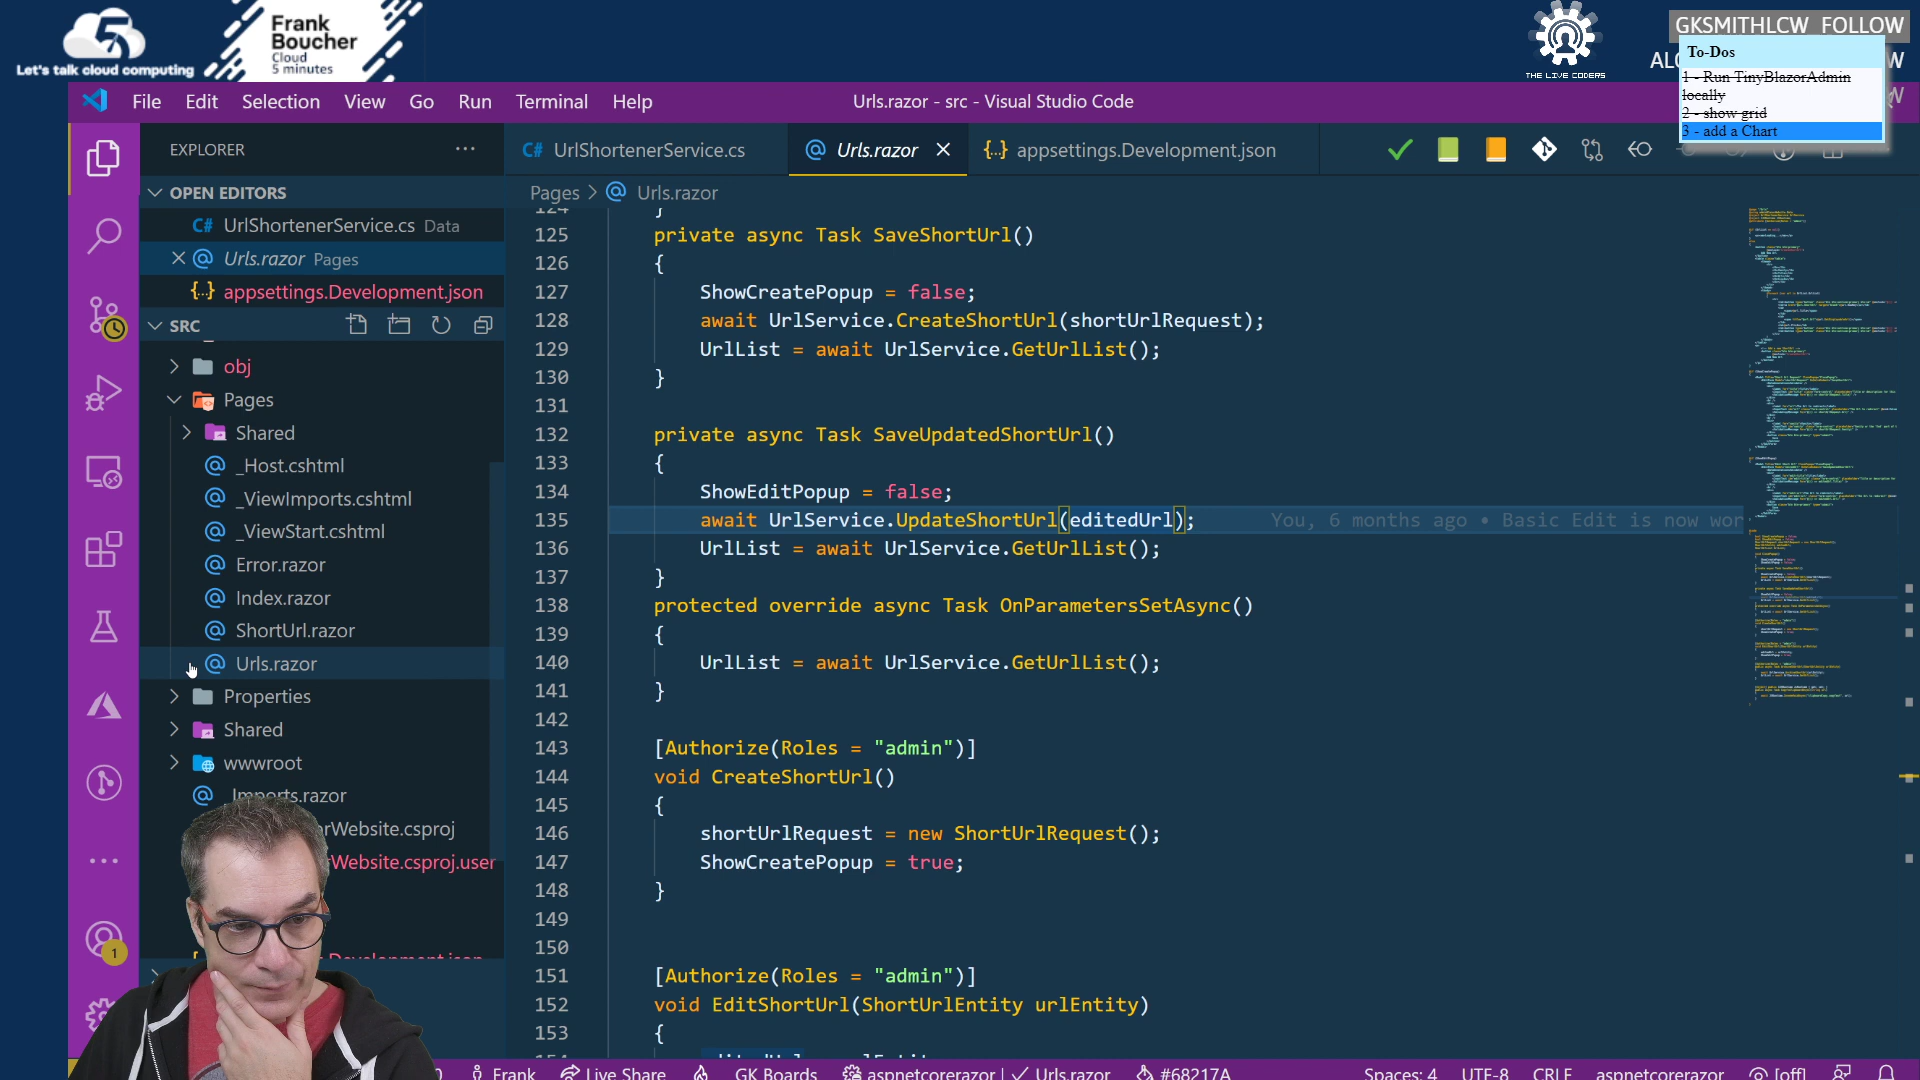 5
Let's talk cloud computing
Frank
Boucher
Cloud
5 minutes
THE LIVE CODERS
GKSMITHLCW FOLLOW
To-Dos
1 - Run TinyBlazorAdmin
locally
2 - show grid
3 - add a Chart
File Edit Selection View Go Run Terminal Help
Urls.razor - src - Visual Studio Code
EXPLORER
OPEN EDITORS
UrlShortenerService.cs Data
Urls.razor Pages
appsettings.Development.json
SRC
obj
Pages
Shared
_Host.cshtml
_ViewImports.cshtml
_ViewStart.cshtml
Error.razor
Index.razor
ShortUrl.razor
Urls.razor
Properties
Shared
wwwroot
_Imports.razor
rWebsite.csproj
Website.csproj.user
1
C# UrlShortenerService.cs
Urls.razor
{..} appsettings.Development.json
Pages > Urls.razor
124 }
125 private async Task SaveShortUrl()
126 {
127 ShowCreatePopup = false;
128 await UrlService.CreateShortUrl(shortUrlRequest);
129 UrlList = await UrlService.GetUrlList();
130 }
131
132 private async Task SaveUpdatedShortUrl()
133 {
134 ShowEditPopup = false;
135 await UrlService.UpdateShortUrl(editedUrl); You, 6 months ago • Basic Edit is now wor
136 UrlList = await UrlService.GetUrlList();
137 }
138 protected override async Task OnParametersSetAsync()
139 {
140 UrlList = await UrlService.GetUrlList();
141 }
142
143 [Authorize(Roles = "admin")]
144 void CreateShortUrl()
145 {
146 shortUrlRequest = new ShortUrlRequest();
147 ShowCreatePopup = true;
148 }
149
150
151 [Authorize(Roles = "admin")]
152 void EditShortUrl(ShortUrlEntity urlEntity)
153 {
Frank Live Share GK Boards aspnetcorerazor | ✓ Urls.razor #68217A Spaces: 4 UTF-8 CRLF aspnetcorerazor [off]